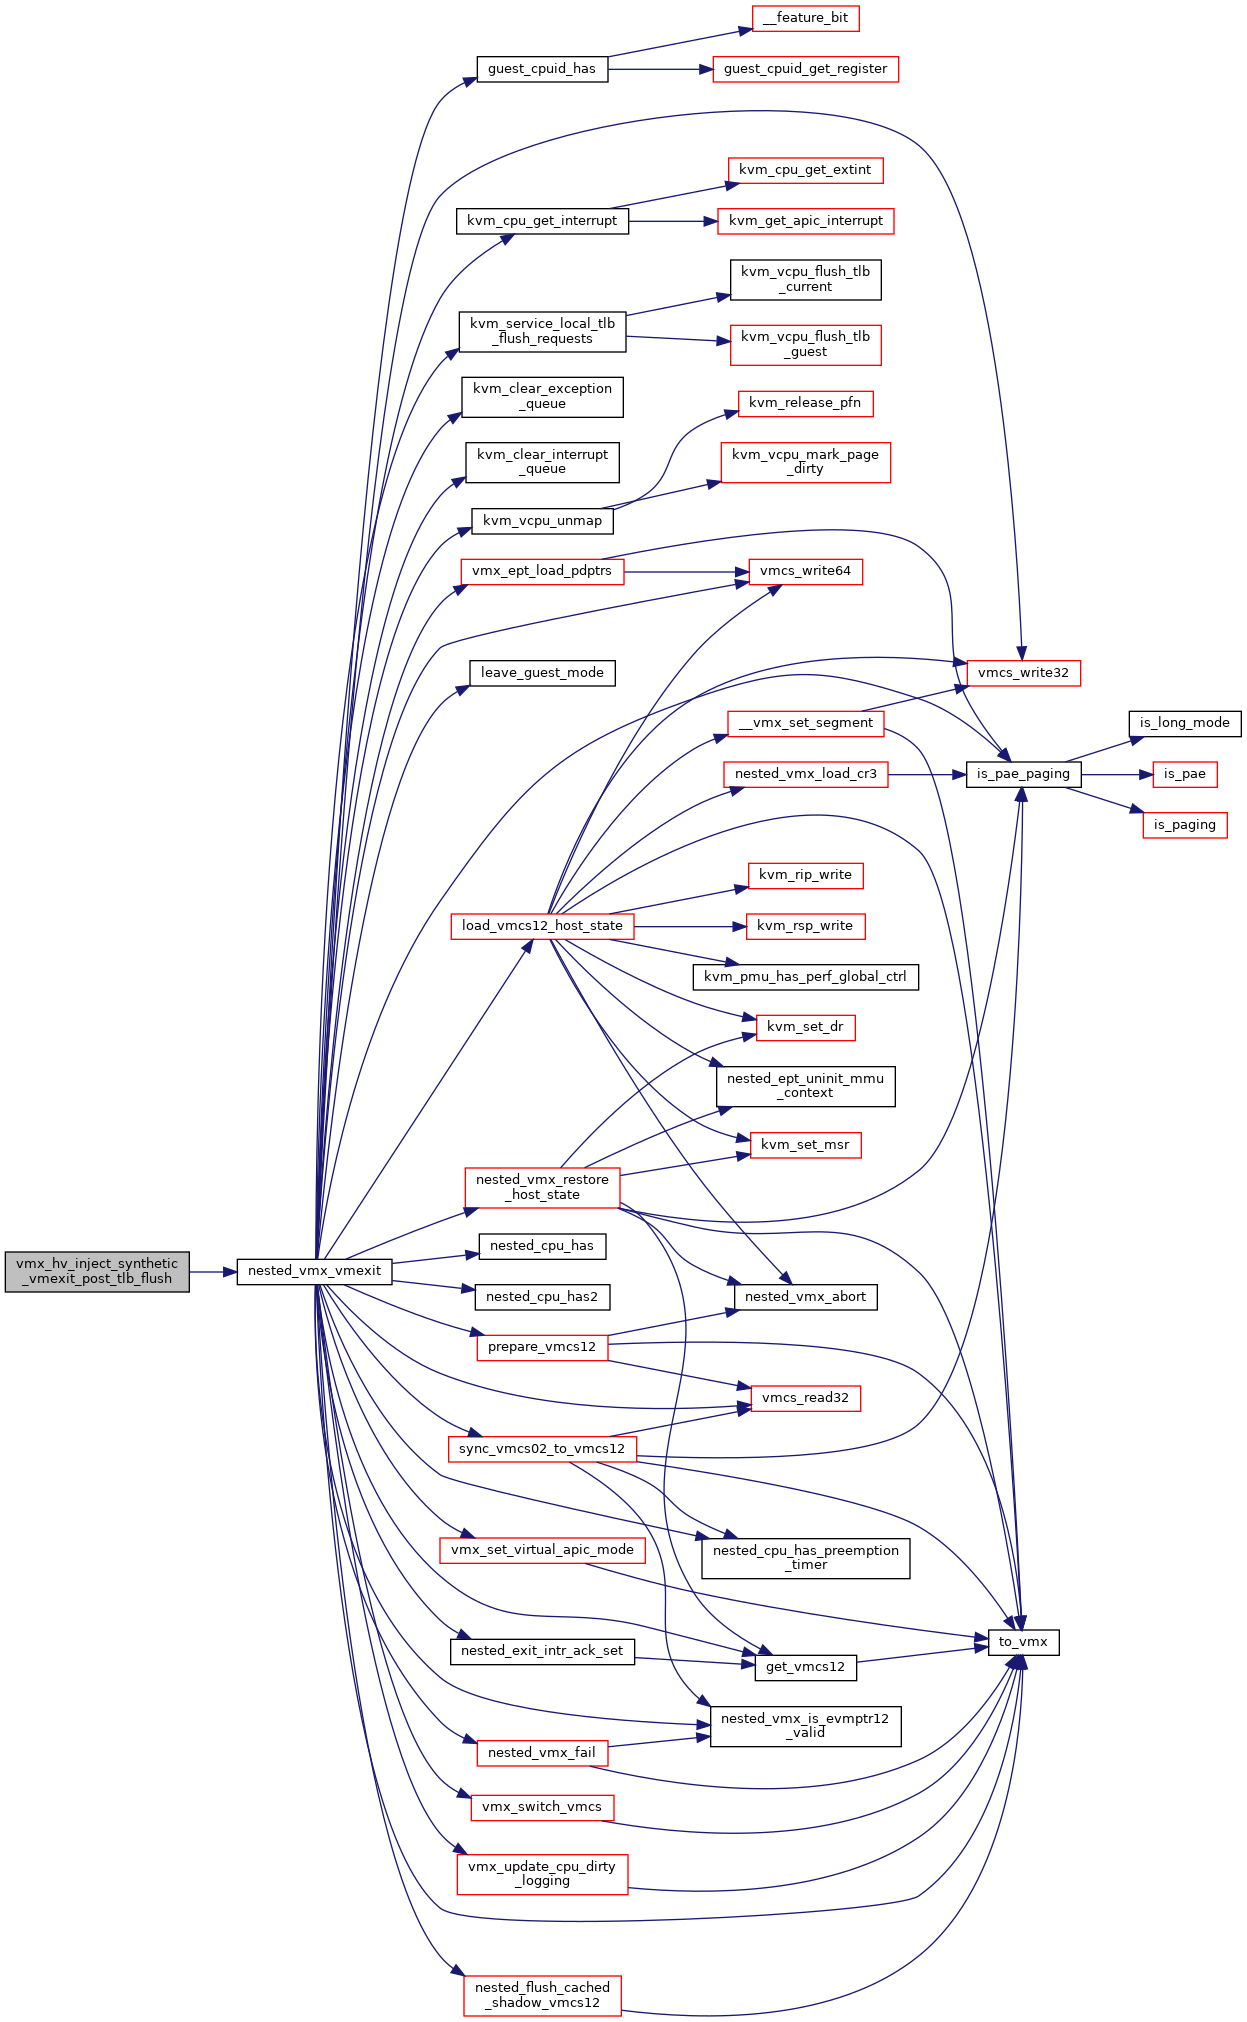 __feature_bit
guest_cpuid_has
guest_cpuid_get_register
kvm_cpu_get_extint
kvm_cpu_get_interrupt
kvm_get_apic_interrupt
kvm_vcpu_flush_tlb
_current
kvm_service_local_tlb
_flush_requests
kvm_vcpu_flush_tlb
_guest
kvm_clear_exception
_queue
kvm_release_pfn
kvm_clear_interrupt
_queue
kvm_vcpu_mark_page
_dirty
kvm_vcpu_unmap
vmx_ept_load_pdptrs
vmcs_write64
leave_guest_mode
vmcs_write32
__vmx_set_segment
is_long_mode
nested_vmx_load_cr3
is_pae_paging
is_pae
is_paging
kvm_rip_write
load_vmcs12_host_state
kvm_rsp_write
kvm_pmu_has_perf_global_ctrl
kvm_set_dr
nested_ept_uninit_mmu
_context
kvm_set_msr
nested_vmx_restore
_host_state
nested_cpu_has
vmx_hv_inject_synthetic
_vmexit_post_tlb_flush
nested_vmx_vmexit
nested_cpu_has2
nested_vmx_abort
prepare_vmcs12
vmcs_read32
sync_vmcs02_to_vmcs12
vmx_set_virtual_apic_mode
nested_cpu_has_preemption
_timer
nested_exit_intr_ack_set
to_vmx
get_vmcs12
nested_vmx_is_evmptr12
_valid
nested_vmx_fail
vmx_switch_vmcs
vmx_update_cpu_dirty
_logging
nested_flush_cached
_shadow_vmcs12